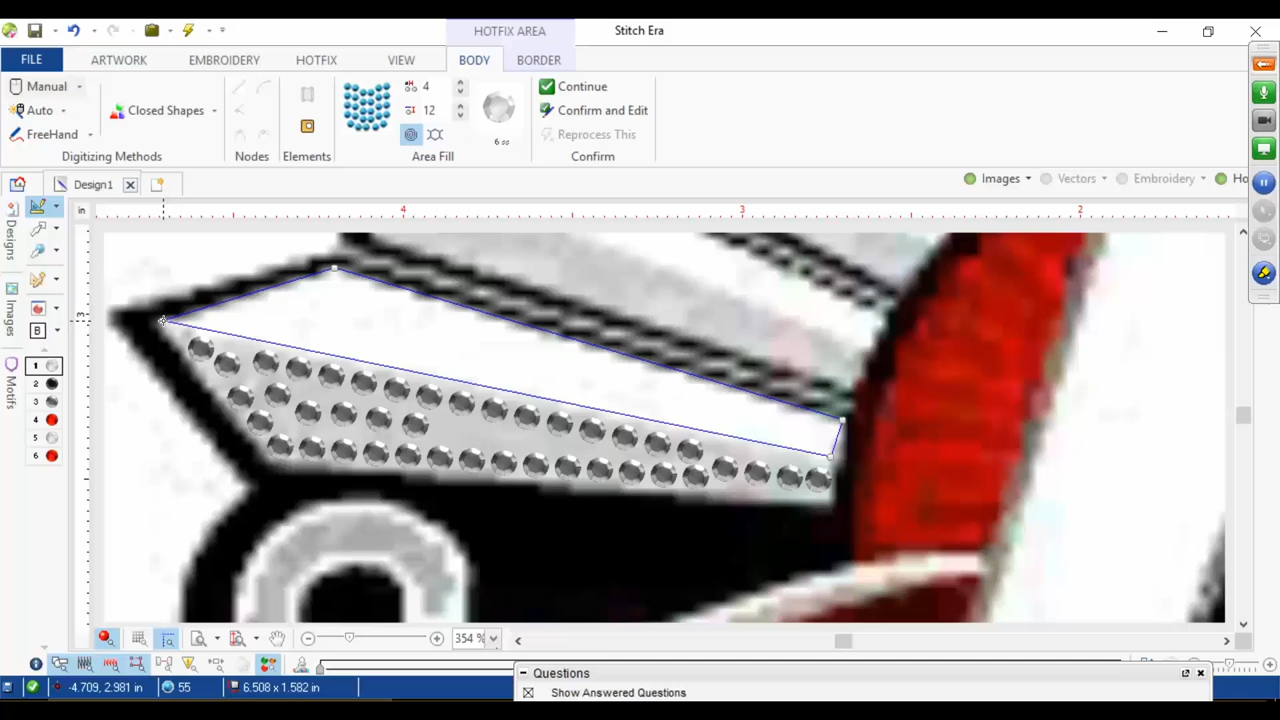 HOTFIX AREA
Stitch Era
FILE ARTWORK EMBROIDERY HOTFIX VIEW BODY BORDER
Manual 4 Continue
Auto Closed Shapes 12 Confirm and Edit
FreeHand 6 ss Reprocess This
Digitizing Methods Nodes Elements Area Fill Confirm
Design1 Images Vectors Embroidery Ho
in 4 3 2
Designs
3
Images
B
Motifs
1
2
3
4
5
6
354 %
Questions
-4.709, 2.981 in 55 6.508 x 1.582 in Show Answered Questions